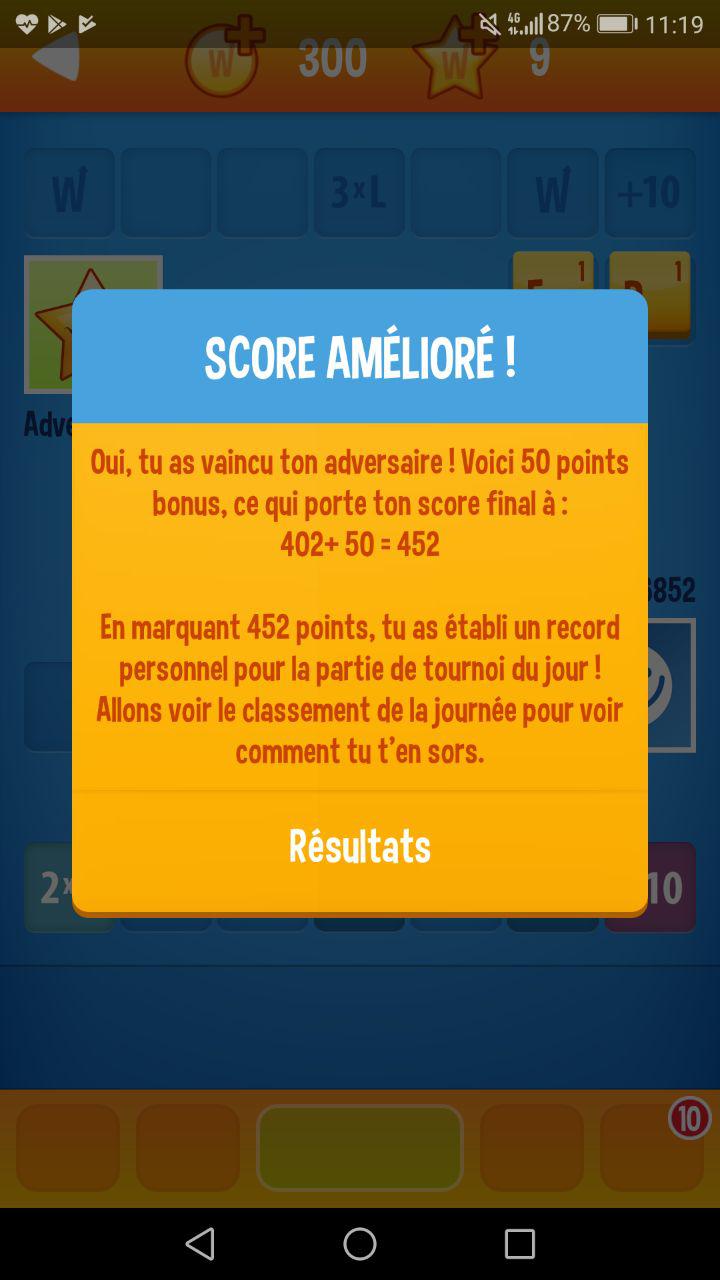 4G 87% 11:19
W 300 W 9
W 3xL W +10
1 1
SCORE AMÉLIORÉ !
Oui, tu as vaincu ton adversaire ! Voici 50 points
bonus, ce qui porte ton score final à :
402+ 50 = 452
En marquant 452 points, tu as établi un record
personnel pour la partie de tournoi du jour !
Allons voir le classement de la journée pour voir
comment tu t'en sors.
Résultats
10
10